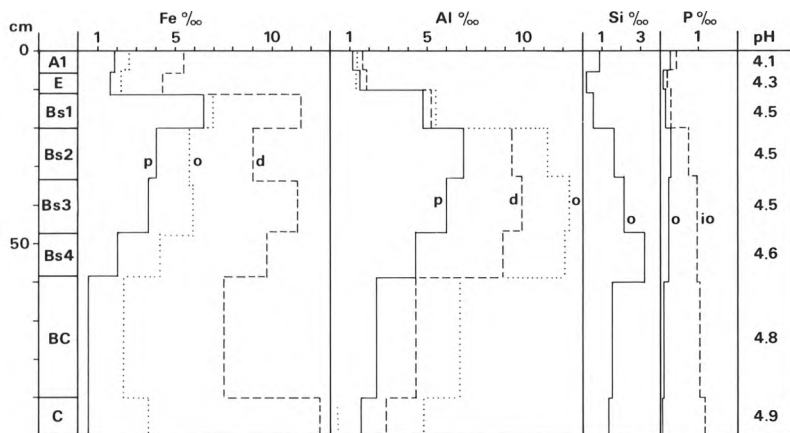 Fe ‰ Al ‰ Si ‰ P ‰
cm 1 5 10 1 5 10 1 3 1 pH
0 A1 4.1
E 4.3
Bs1 4.5
Bs2 p o d 4.5
Bs3 p d o o o io 4.5
50 Bs4 4.6
BC 4.8
C 4.9